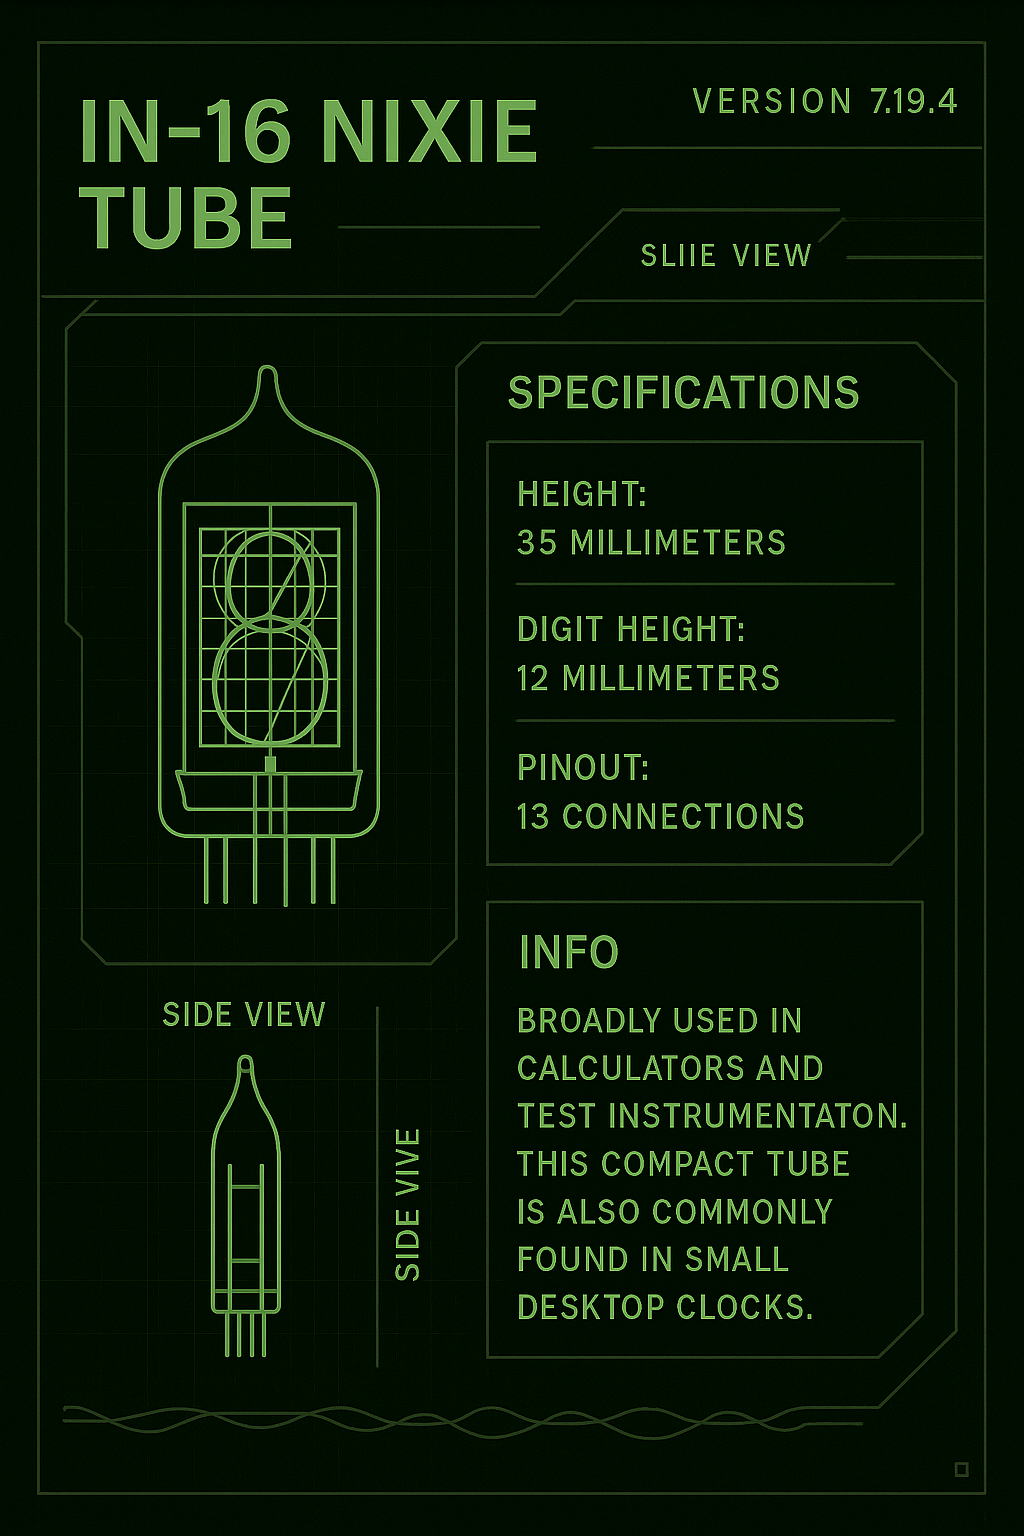 IN-16 NIXIE
TUBE
VERSION 7.19.4
SLIIE VIEW
SPECIFICATIONS
HEIGHT:
35 MILLIMETERS
DIGIT HEIGHT:
12 MILLIMETERS
PINOUT:
13 CONNECTIONS
INFO
BROADLY USED IN
CALCULATORS AND
TEST INSTRUMENTATON.
THIS COMPACT TUBE
IS ALSO COMMONLY
FOUND IN SMALL
DESKTOP CLOCKS.
SIDE VIEW
SIDE VIVE